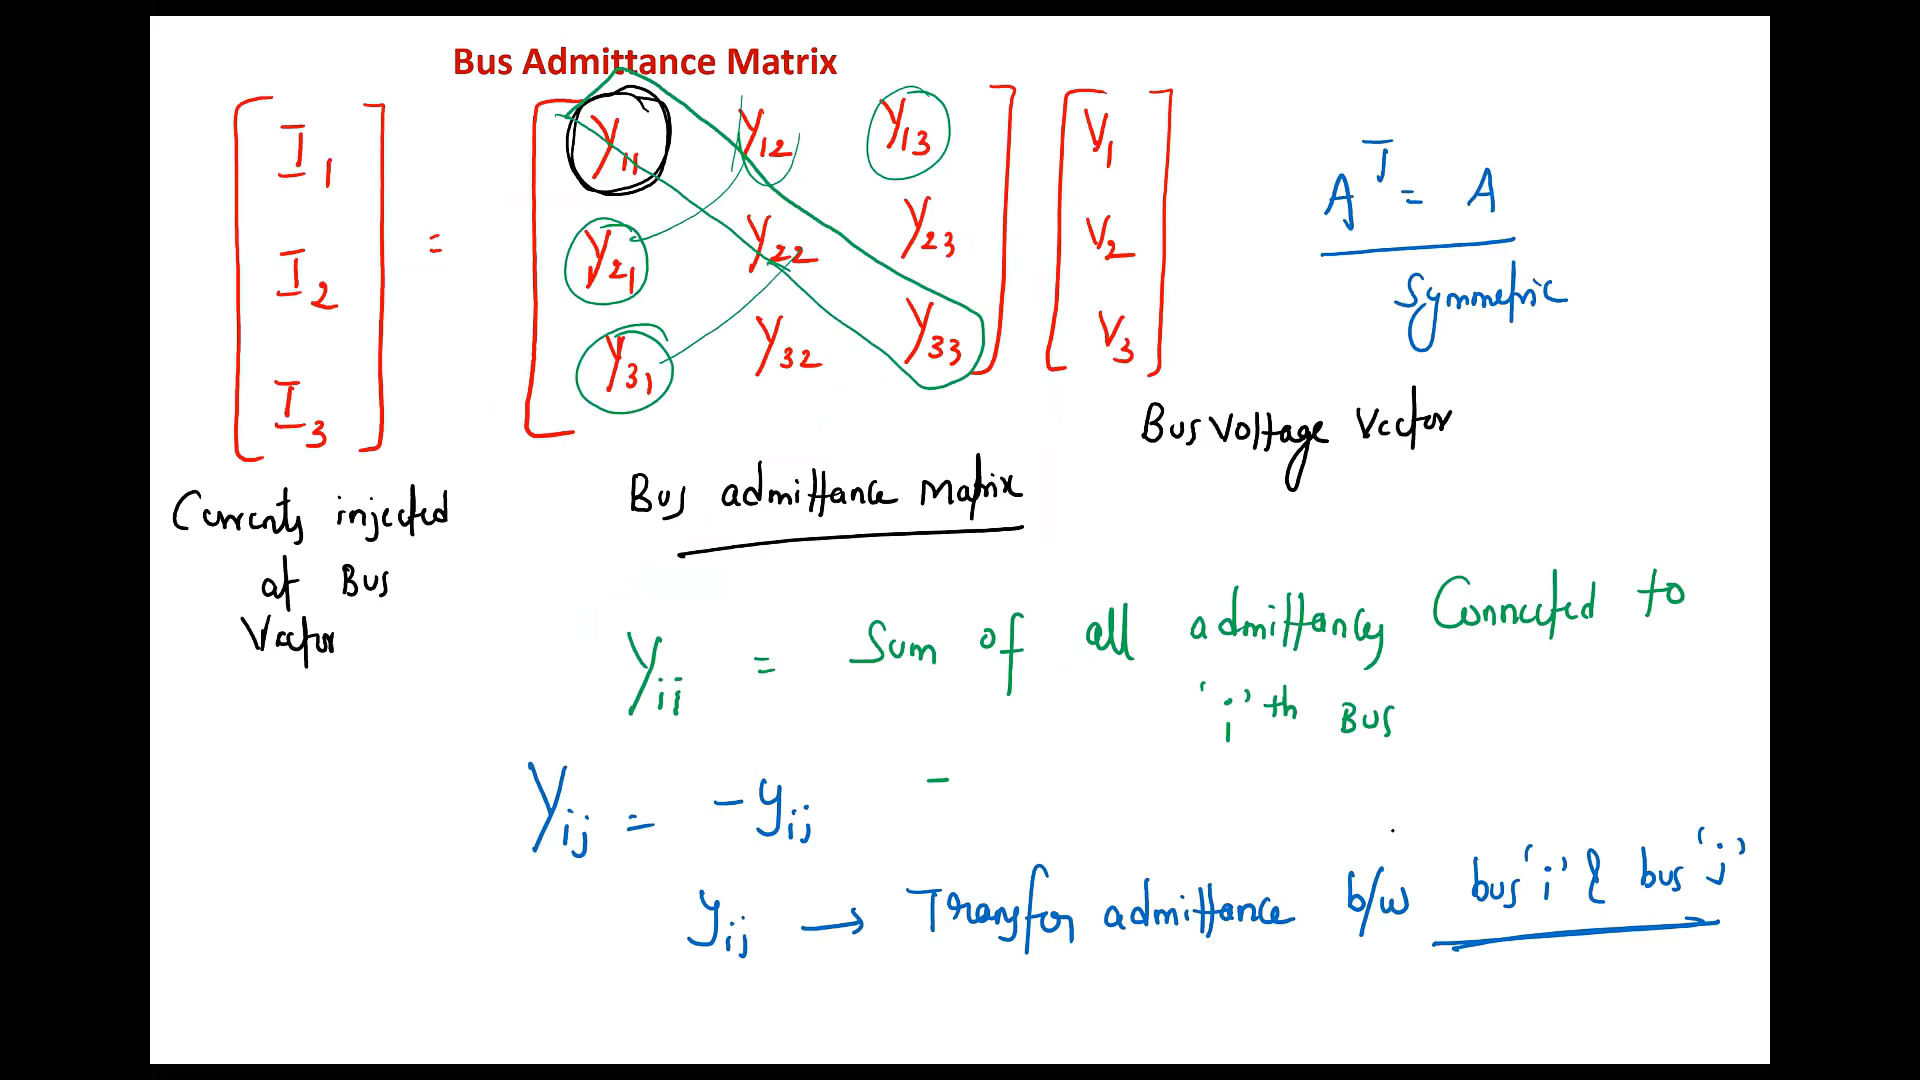 Bus Admittance Matrix
I1 = Y11 Y12 Y13 V1
I2 Y21 Y22 Y23 V2
I3 Y31 Y32 Y33 V3
A^T = A
Symmetric
Bus Voltage Vector
Bus admittance Matrix
Currents injected
at Bus
Vector
Yii = Sum of all admittances Connected to
'i'th Bus
Yij = -yij -
yij → Transfer admittance b/w bus 'i' & bus 'j'